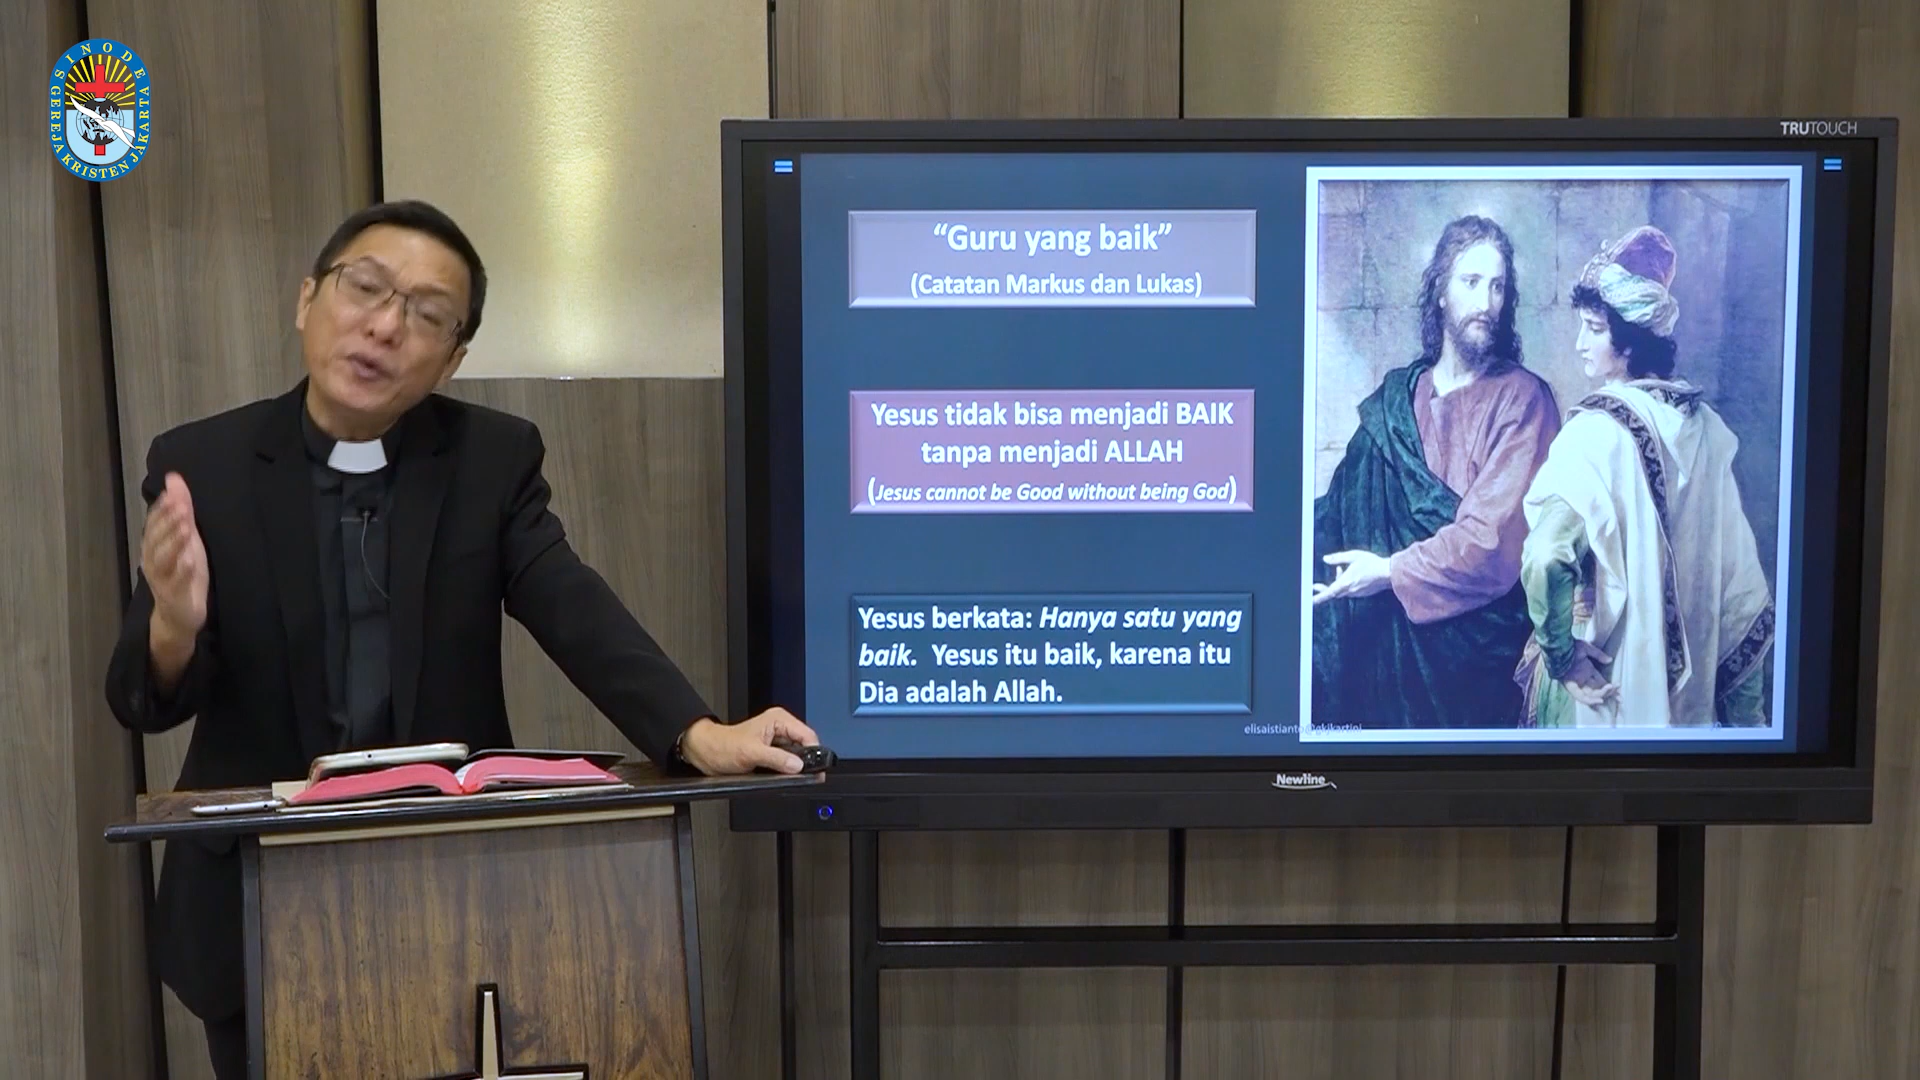 SINODE
GEREJA KRISTEN JAKARTA
TRUTOUCH
“Guru yang baik”
(Catatan Markus dan Lukas)
Yesus tidak bisa menjadi BAIK
tanpa menjadi ALLAH
(Jesus cannot be Good without being God)
Yesus berkata: Hanya satu yang
baik. Yesus itu baik, karena itu
Dia adalah Allah.
elisaistianto@gkjkartini
Newline